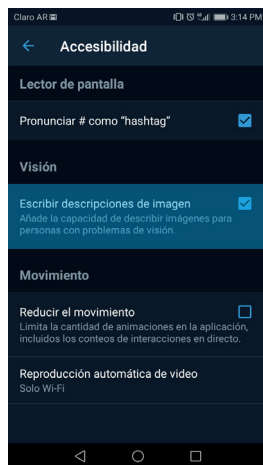 Claro AR 3:14 PM
Accesibilidad
Lector de pantalla
Pronunciar # como “hashtag”
Visión
Escribir descripciones de imagen
Añade la capacidad de describir imágenes para
personas con problemas de visión.
Movimiento
Reducir el movimiento
Limita la cantidad de animaciones en la aplicación,
incluidos los conteos de interacciones en directo.
Reproducción automática de video
Solo Wi-Fi